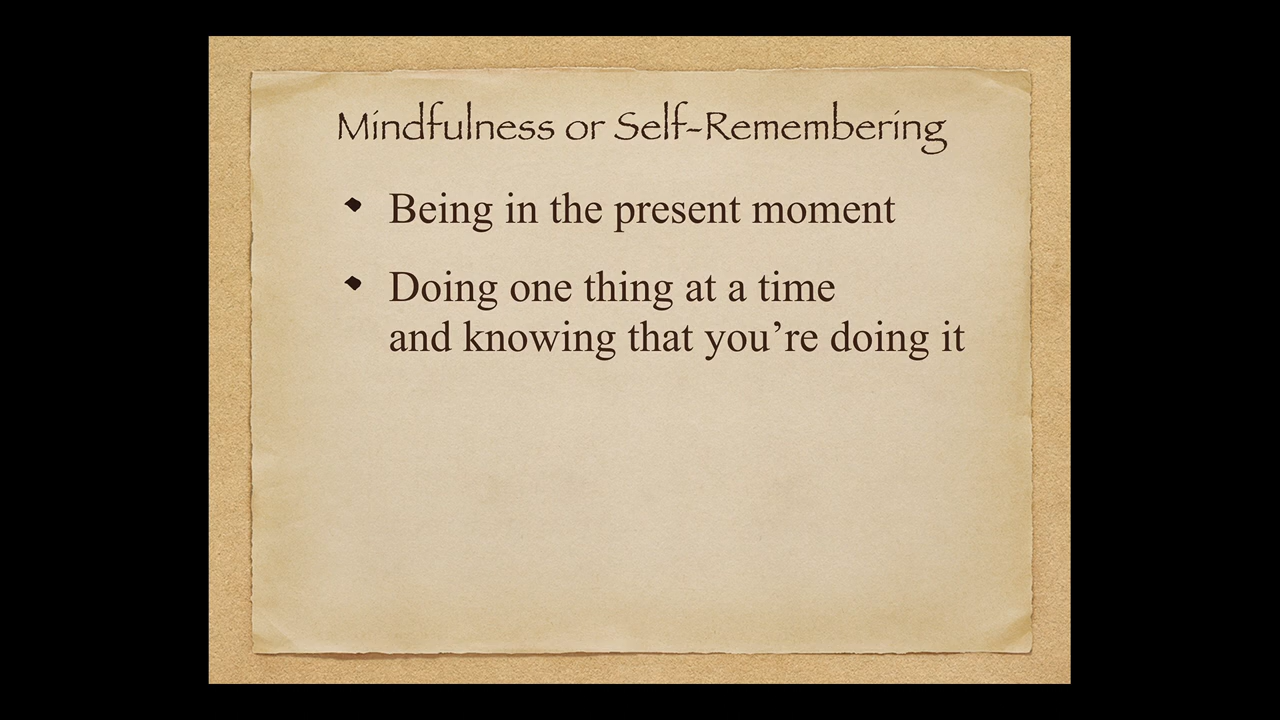 Mindfulness or Self-Remembering
Being in the present moment
Doing one thing at a time
and knowing that you’re doing it